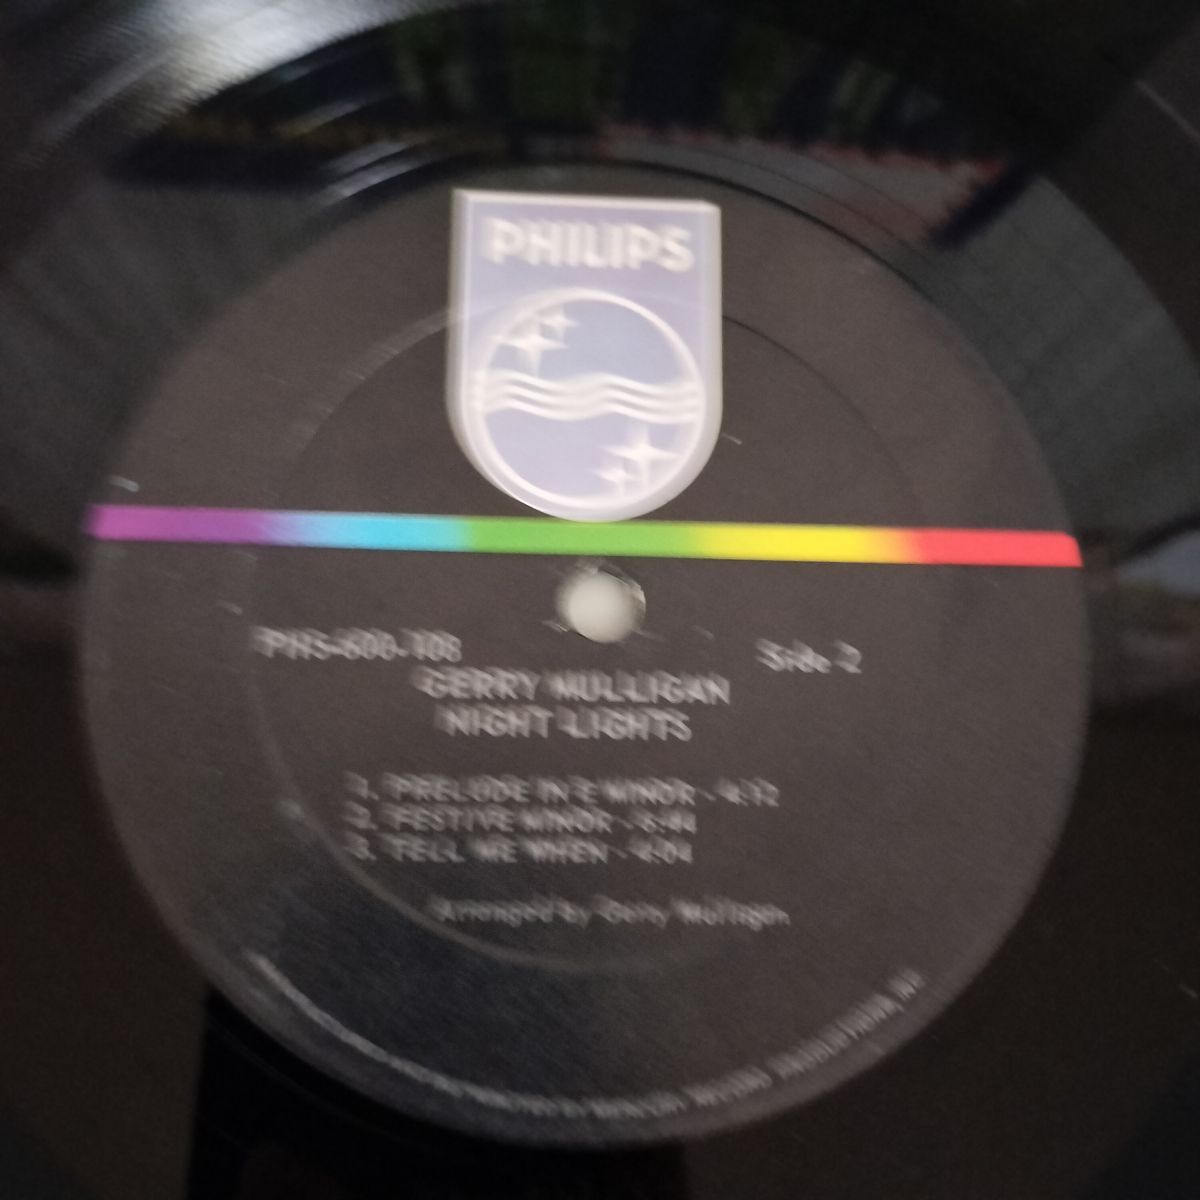 PHILIPS
PHS-600-108 Side 2
GERRY MULLIGAN
NIGHT LIGHTS
1. PRELUDE IN E MINOR - 4:12
2. FESTIVE MINOR - 6:44
3. TELL ME WHEN - 4:04
Arranged by Gerry Mulligan